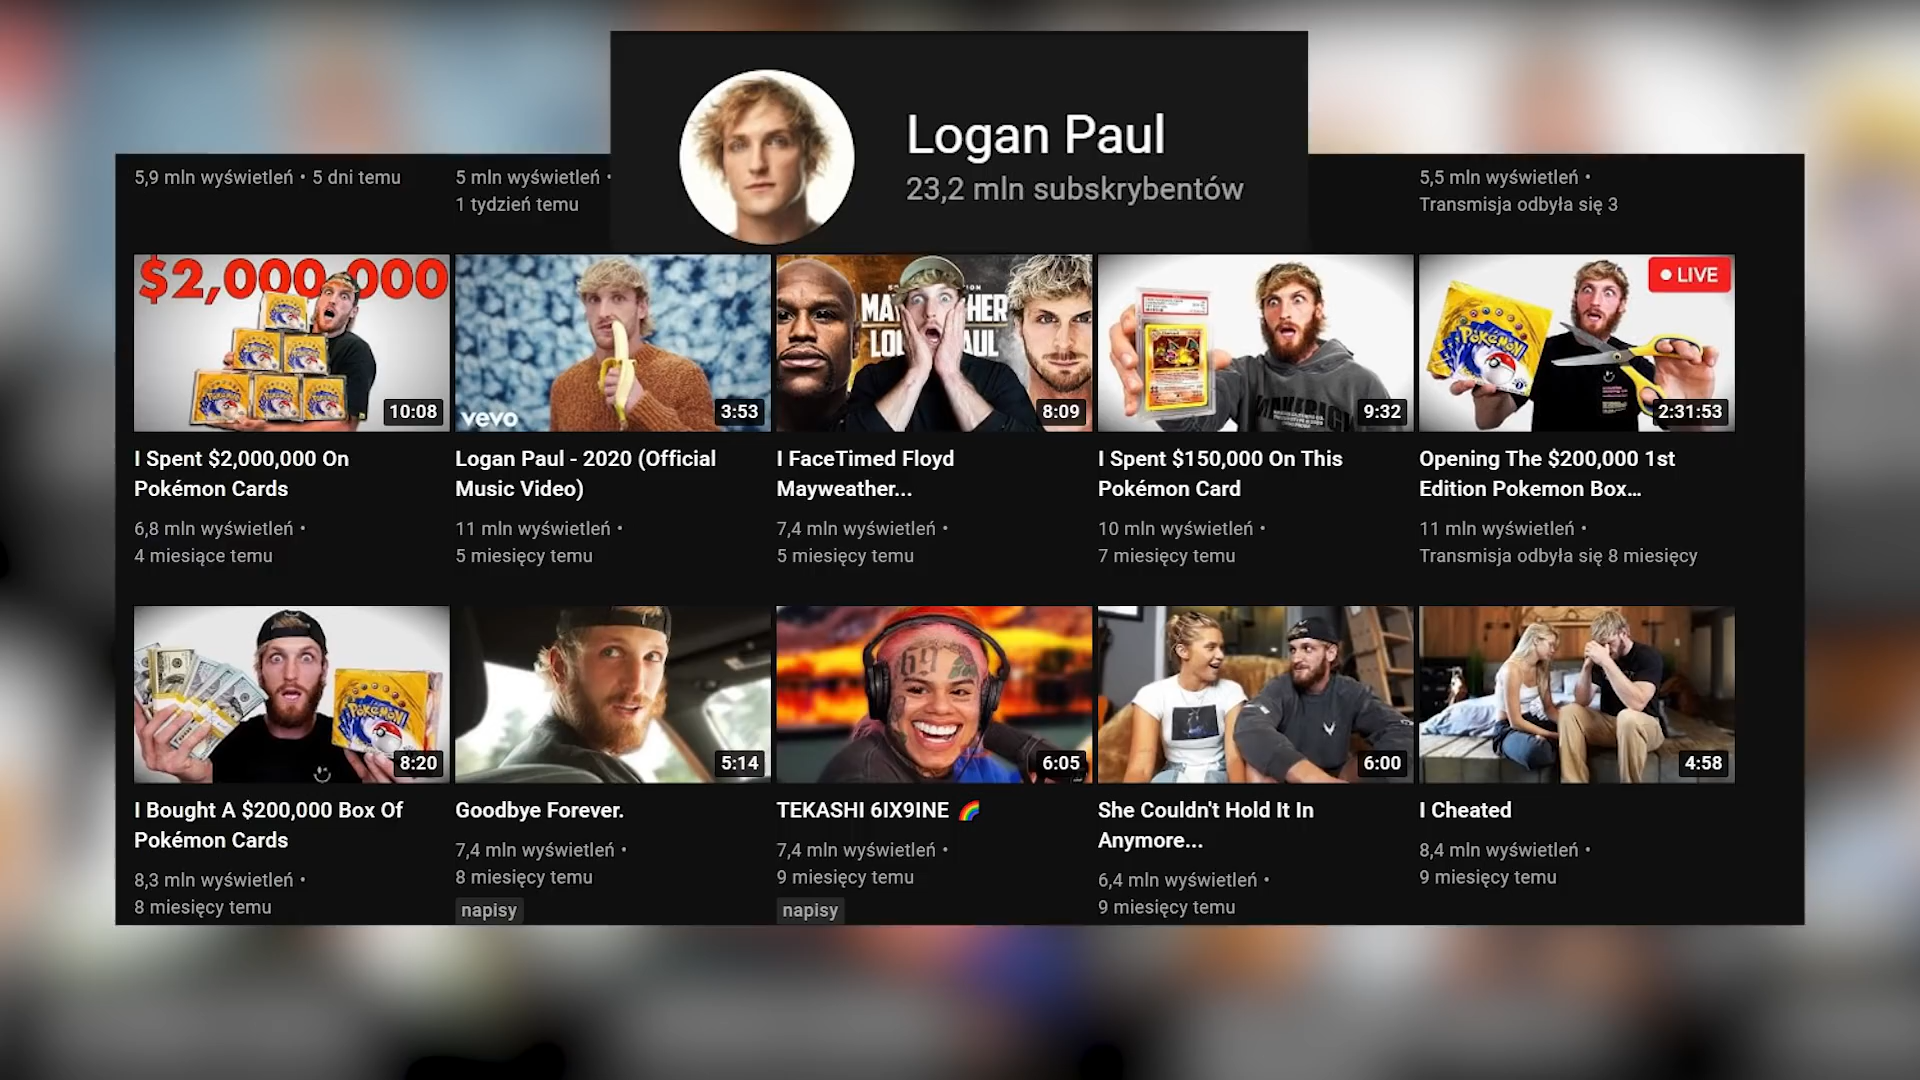 Logan Paul
23,2 mln subskrybentów
5,9 mln wyświetleń • 5 dni temu
5 mln wyświetleń •
1 tydzień temu
5,5 mln wyświetleń •
Transmisja odbyła się 3
$2,000,000
10:08
vevo
3:53
8:09
9:32
Pokémon
LIVE
2:31:53
I Spent $2,000,000 On
Pokémon Cards
6,8 mln wyświetleń •
4 miesiące temu
Logan Paul - 2020 (Official
Music Video)
11 mln wyświetleń •
5 miesięcy temu
I FaceTimed Floyd
Mayweather...
7,4 mln wyświetleń •
5 miesięcy temu
I Spent $150,000 On This
Pokémon Card
10 mln wyświetleń •
7 miesięcy temu
Opening The $200,000 1st
Edition Pokemon Box...
11 mln wyświetleń •
Transmisja odbyła się 8 miesięcy
Pokémon
8:20
5:14
69
6:05
6:00
4:58
I Bought A $200,000 Box Of
Pokémon Cards
8,3 mln wyświetleń •
8 miesięcy temu
Goodbye Forever.
7,4 mln wyświetleń •
8 miesięcy temu
napisy
TEKASHI 6IX9INE 🌈
7,4 mln wyświetleń •
9 miesięcy temu
napisy
She Couldn't Hold It In
Anymore...
6,4 mln wyświetleń •
9 miesięcy temu
I Cheated
8,4 mln wyświetleń •
9 miesięcy temu